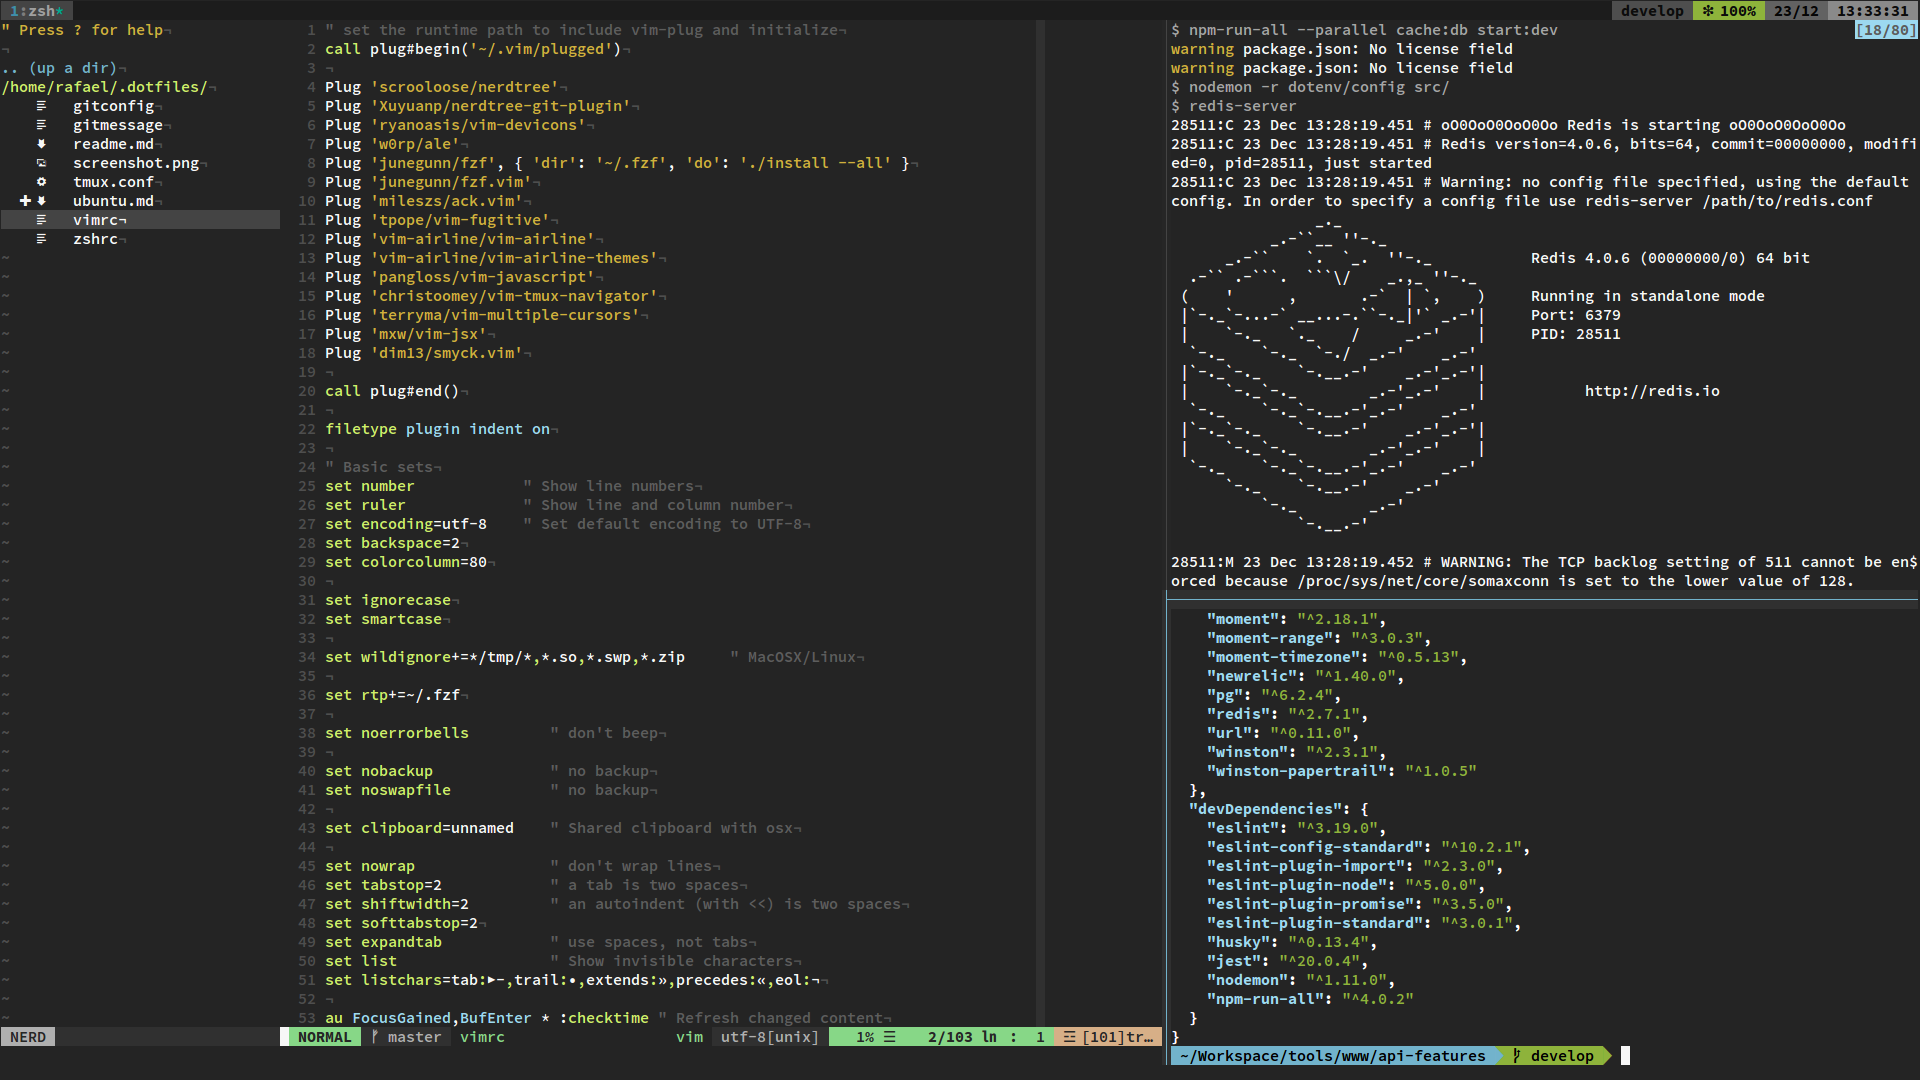 1:zsh*
develop ✻ 100% 23/12 13:33:31
" Press ? for help¬
¬
.. (up a dir)¬
/home/rafael/.dotfiles/¬
gitconfig¬
gitmessage¬
readme.md¬
screenshot.png¬
tmux.conf¬
ubuntu.md¬
vimrc¬
zshrc¬
NERD
1 " set the runtime path to include vim-plug and initialize¬
2 call plug#begin('~/.vim/plugged')¬
3 ¬
4 Plug 'scrooloose/nerdtree'¬
5 Plug 'Xuyuanp/nerdtree-git-plugin'¬
6 Plug 'ryanoasis/vim-devicons'¬
7 Plug 'w0rp/ale'¬
8 Plug 'junegunn/fzf', { 'dir': '~/.fzf', 'do': './install --all' }¬
9 Plug 'junegunn/fzf.vim'¬
10 Plug 'mileszs/ack.vim'¬
11 Plug 'tpope/vim-fugitive'¬
12 Plug 'vim-airline/vim-airline'¬
13 Plug 'vim-airline/vim-airline-themes'¬
14 Plug 'pangloss/vim-javascript'¬
15 Plug 'christoomey/vim-tmux-navigator'¬
16 Plug 'terryma/vim-multiple-cursors'¬
17 Plug 'mxw/vim-jsx'¬
18 Plug 'dim13/smyck.vim'¬
19 ¬
20 call plug#end()¬
21 ¬
22 filetype plugin indent on¬
23 ¬
24 " Basic sets¬
25 set number " Show line numbers¬
26 set ruler " Show line and column number¬
27 set encoding=utf-8 " Set default encoding to UTF-8¬
28 set backspace=2¬
29 set colorcolumn=80¬
30 ¬
31 set ignorecase¬
32 set smartcase¬
33 ¬
34 set wildignore+=*/tmp/*,*.so,*.swp,*.zip " MacOSX/Linux¬
35 ¬
36 set rtp+=~/.fzf¬
37 ¬
38 set noerrorbells " don't beep¬
39 ¬
40 set nobackup " no backup¬
41 set noswapfile " no backup¬
42 ¬
43 set clipboard=unnamed " Shared clipboard with osx¬
44 ¬
45 set nowrap " don't wrap lines¬
46 set tabstop=2 " a tab is two spaces¬
47 set shiftwidth=2 " an autoindent (with <<) is two spaces¬
48 set softtabstop=2¬
49 set expandtab " use spaces, not tabs¬
50 set list " Show invisible characters¬
51 set listchars=tab:▸-,trail:•,extends:»,precedes:«,eol:¬¬
52 ¬
53 au FocusGained,BufEnter * :checktime " Refresh changed content¬
NORMAL master vimrc vim utf-8[unix] 1% ☰ 2/103 ln : 1 ☲ [101]tr…
$ npm-run-all --parallel cache:db start:dev [18/80]
warning package.json: No license field
warning package.json: No license field
$ nodemon -r dotenv/config src/
$ redis-server
28511:C 23 Dec 13:28:19.451 # oO0OoO0OoO0Oo Redis is starting oO0OoO0OoO0Oo
28511:C 23 Dec 13:28:19.451 # Redis version=4.0.6, bits=64, commit=00000000, modifi
ed=0, pid=28511, just started
28511:C 23 Dec 13:28:19.451 # Warning: no config file specified, using the default
config. In order to specify a config file use redis-server /path/to/redis.conf
Redis 4.0.6 (00000000/0) 64 bit
Running in standalone mode
Port: 6379
PID: 28511
http://redis.io
28511:M 23 Dec 13:28:19.452 # WARNING: The TCP backlog setting of 511 cannot be en$
orced because /proc/sys/net/core/somaxconn is set to the lower value of 128.
"moment": "^2.18.1",
"moment-range": "^3.0.3",
"moment-timezone": "^0.5.13",
"newrelic": "^1.40.0",
"pg": "^6.2.4",
"redis": "^2.7.1",
"url": "^0.11.0",
"winston": "^2.3.1",
"winston-papertrail": "^1.0.5"
},
"devDependencies": {
"eslint": "^3.19.0",
"eslint-config-standard": "^10.2.1",
"eslint-plugin-import": "^2.3.0",
"eslint-plugin-node": "^5.0.0",
"eslint-plugin-promise": "^3.5.0",
"eslint-plugin-standard": "^3.0.1",
"husky": "^0.13.4",
"jest": "^20.0.4",
"nodemon": "^1.11.0",
"npm-run-all": "^4.0.2"
}
}
~/Workspace/tools/www/api-features develop